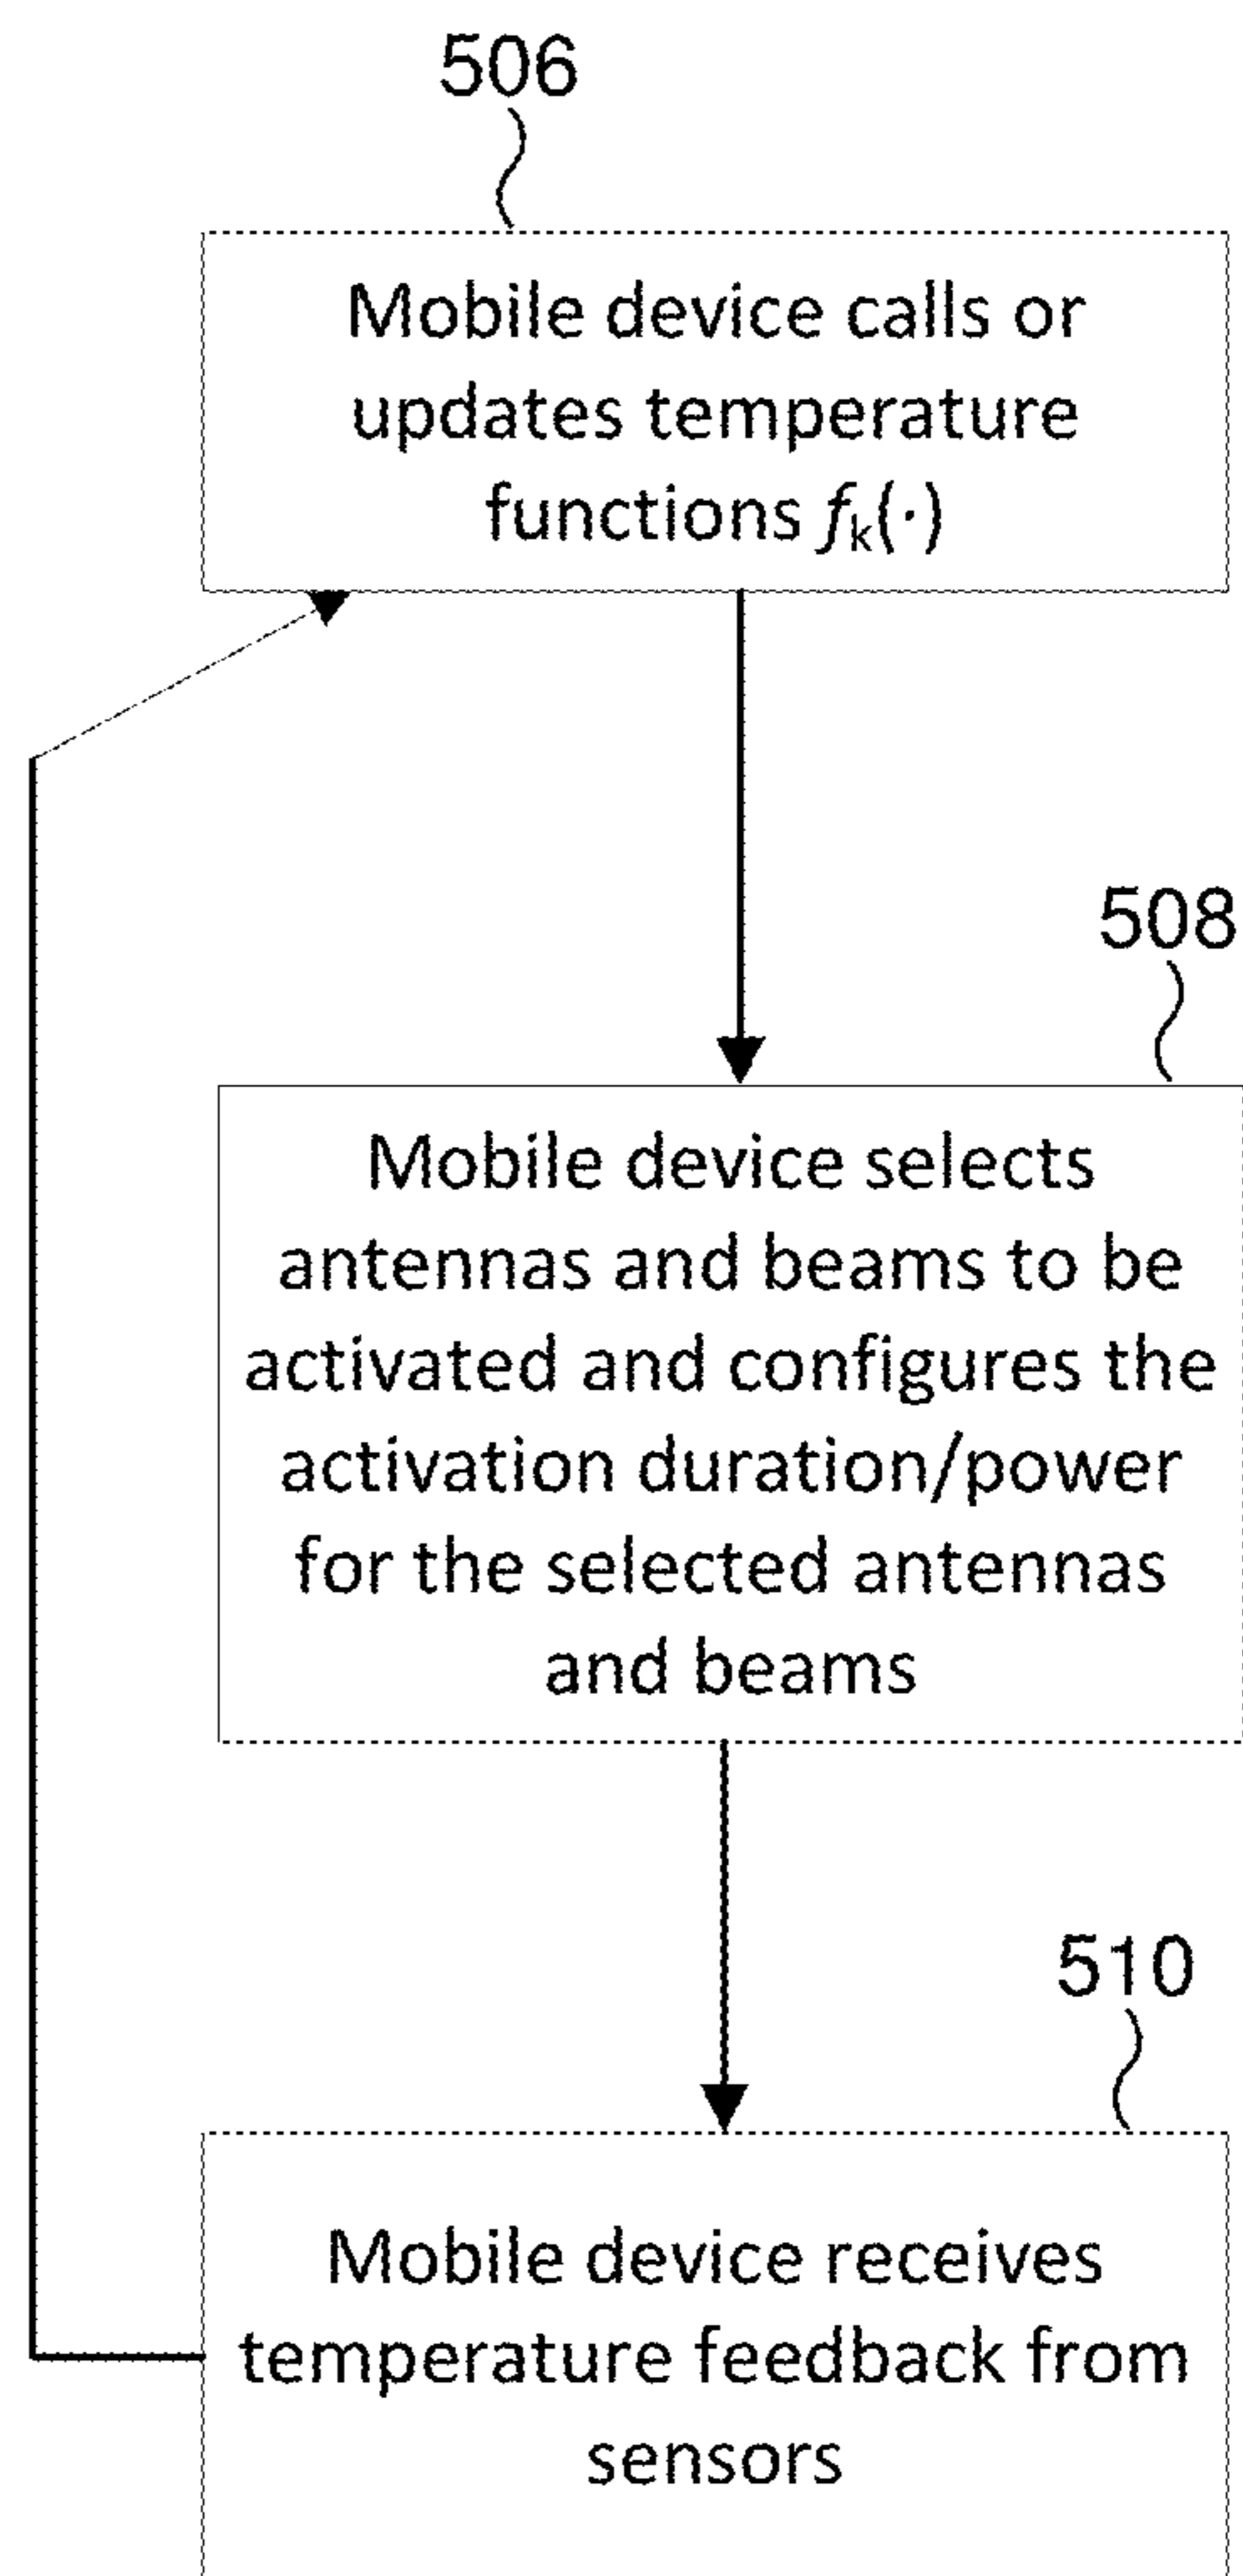 506
Mobile device calls or
updates temperature
functions fk(·)
508
Mobile device selects
antennas and beams to be
activated and configures the
activation duration/power
for the selected antennas
and beams
510
Mobile device receives
temperature feedback from
sensors